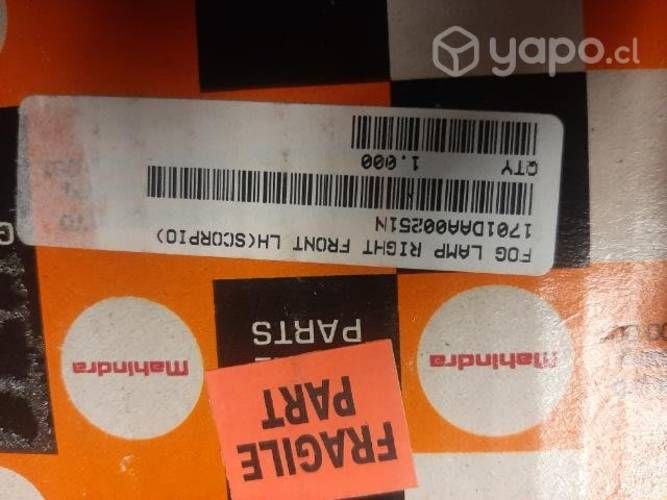 yapo.cl
FOG LAMP RIGHT FRONT LH(SCORPIO)
1701DAA00251N
QTY 1.000
PARTS
Mahindra
Mahindra
FRAGILE
PART